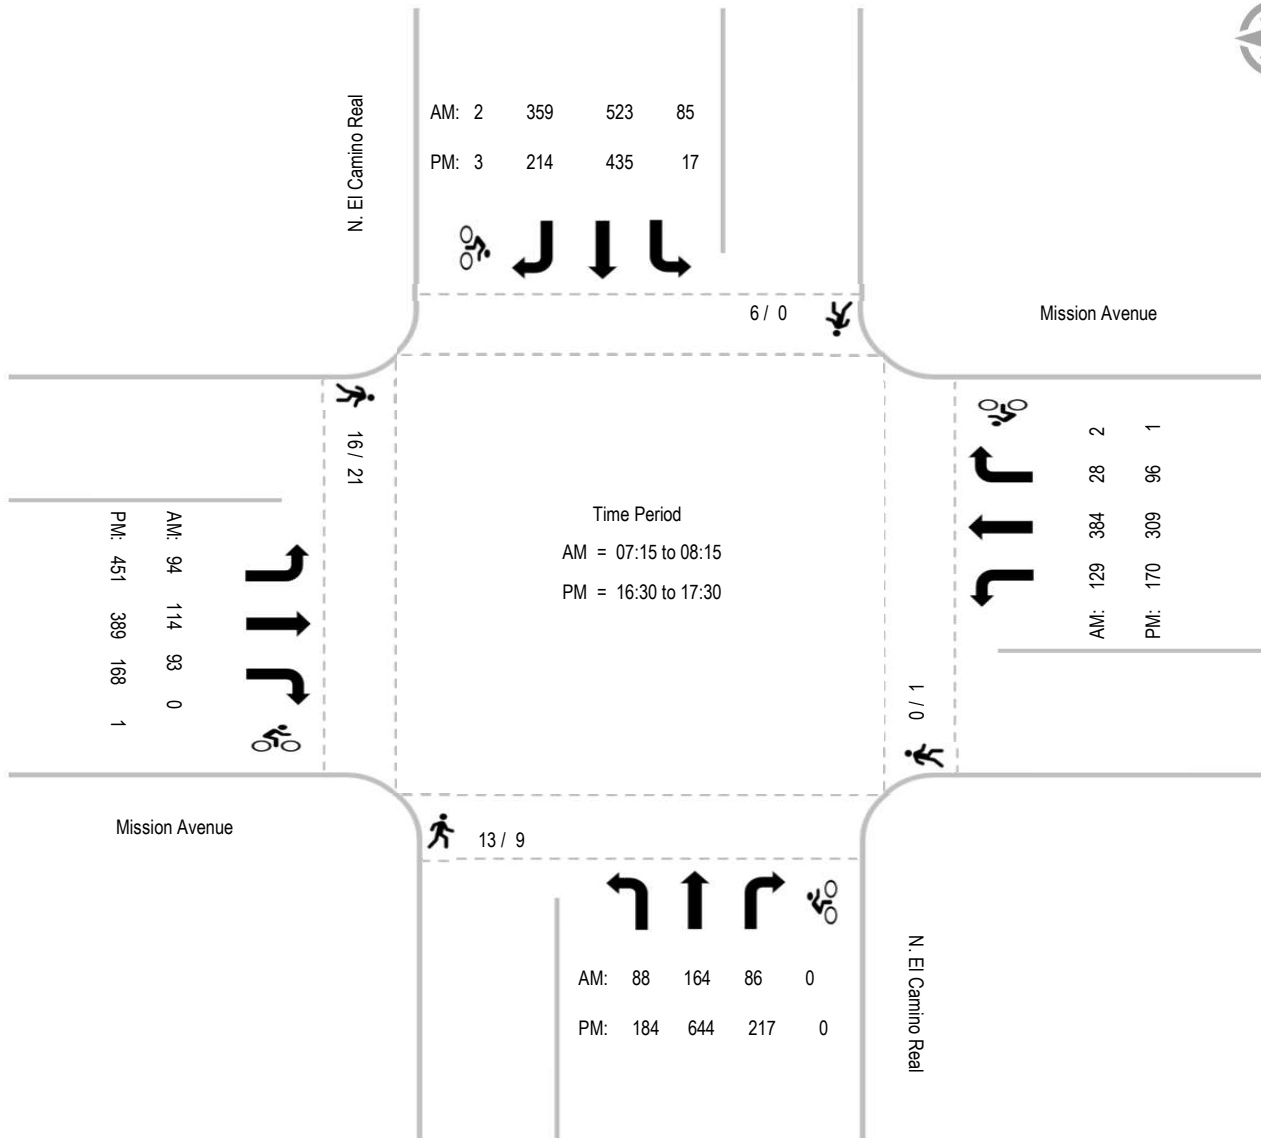 N. El Camino Real
AM: 2 359 523 85
PM: 3 214 435 17
6 / 0
Mission Avenue
16 / 21
AM: 129 384 28 2
PM: 170 309 96 1
Time Period
AM = 07:15 to 08:15
PM = 16:30 to 17:30
AM: 94 114 93 0
PM: 451 389 168 1
1 / 0
Mission Avenue
13 / 9
AM: 88 164 86 0
PM: 184 644 217 0
N. El Camino Real